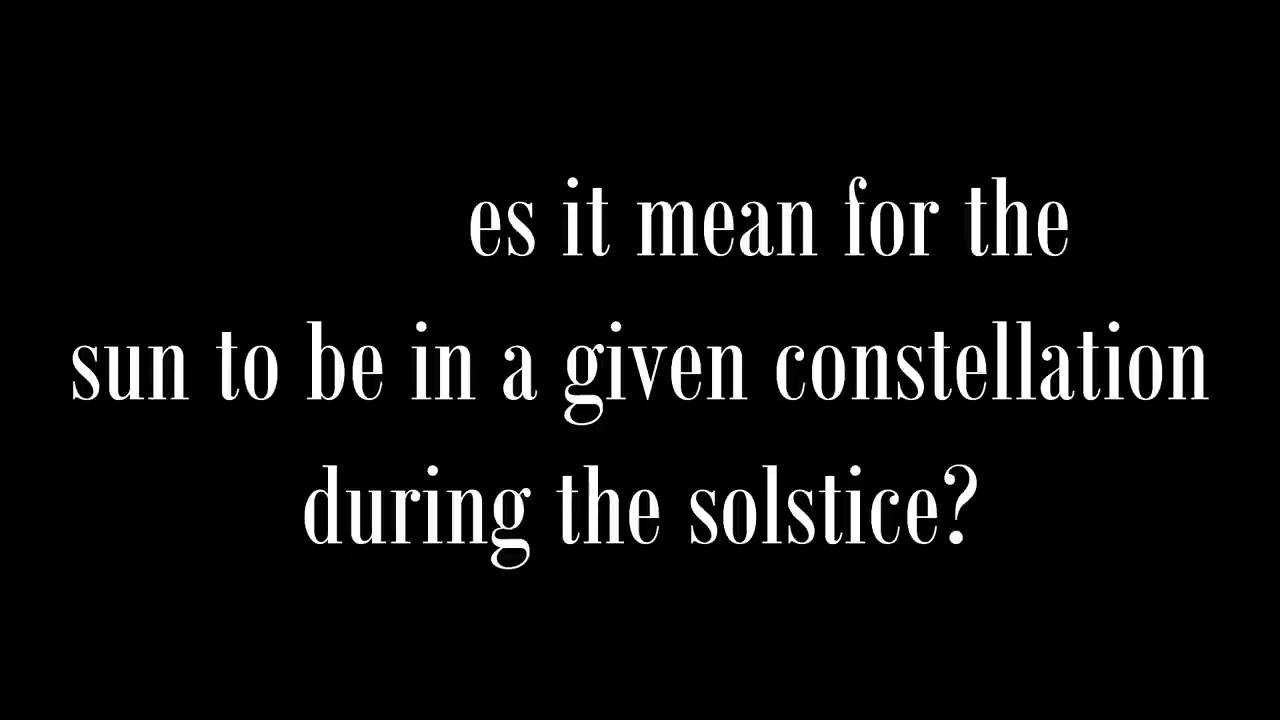 es it mean for the
sun to be in a given constellation
during the solstice?